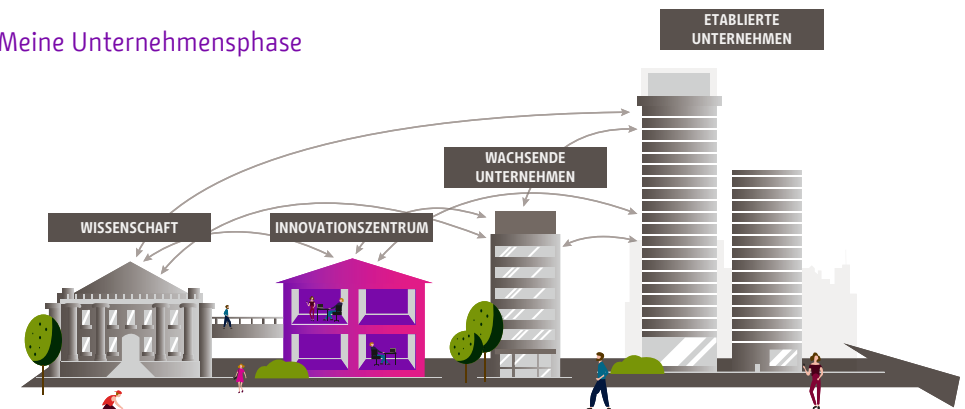 Meine Unternehmensphase
ETABLIERTE
UNTERNEHMEN
WACHSENDE
UNTERNEHMEN
WISSENSCHAFT
INNOVATIONSZENTRUM